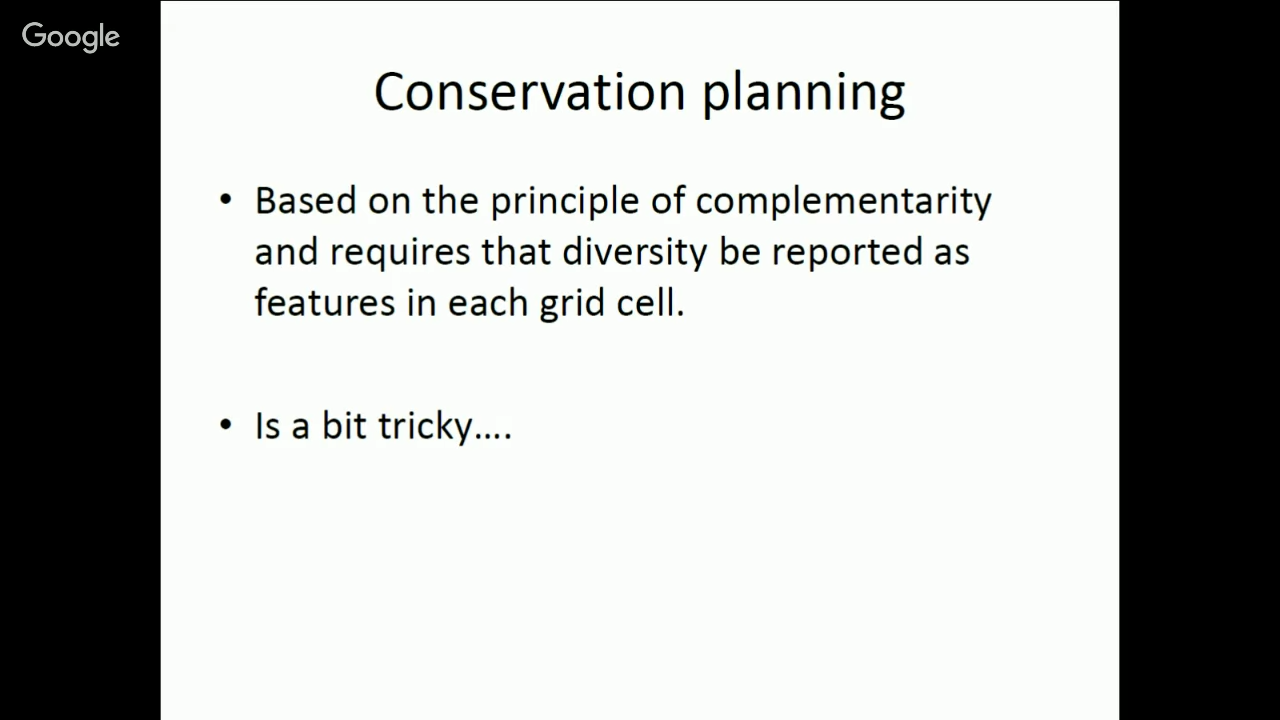 Google
Conservation planning
• Based on the principle of complementarity
and requires that diversity be reported as
features in each grid cell.
• Is a bit tricky….